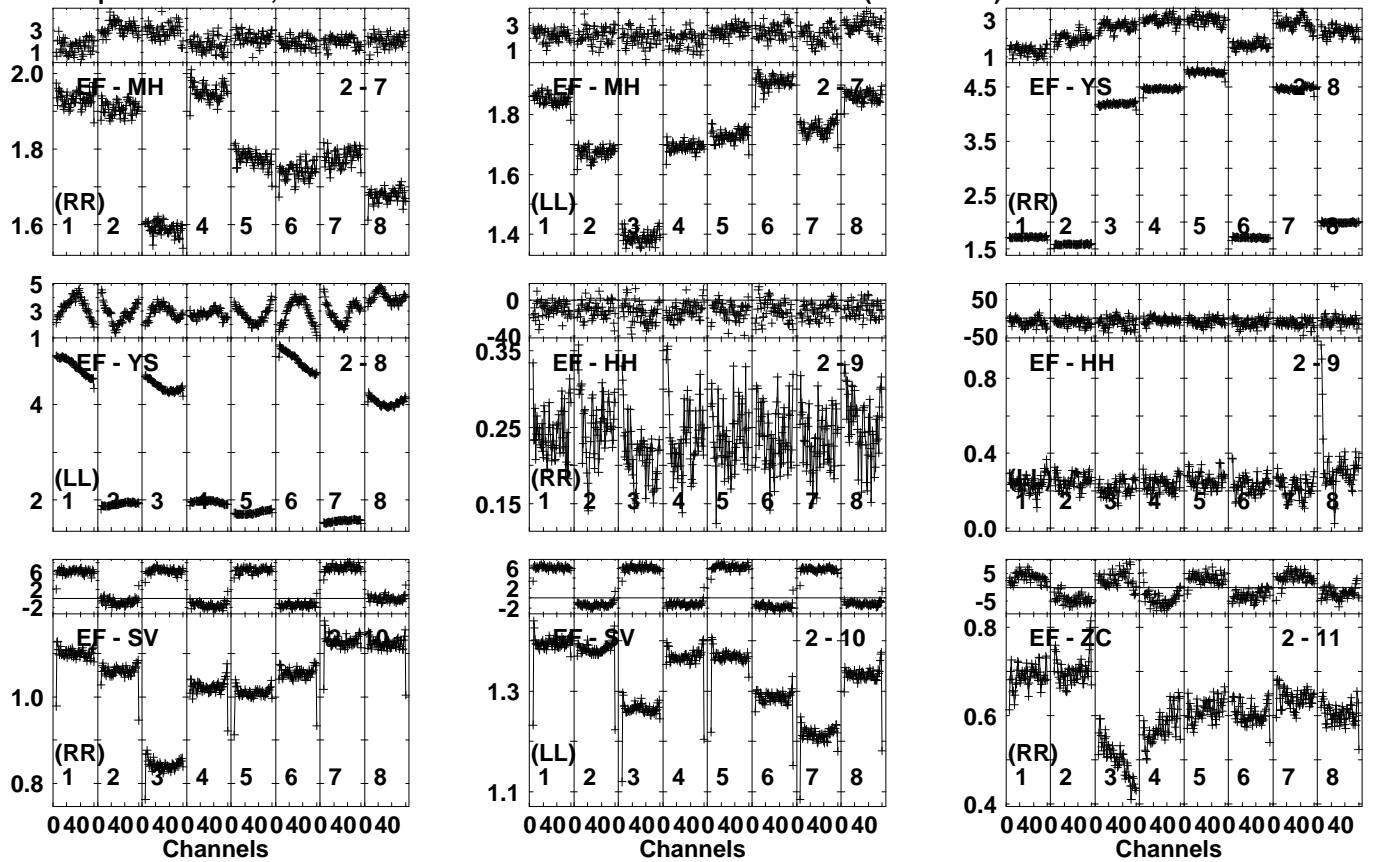 3
1
2.0
1.8
1.6
EF - MH 2 - 7
(RR)
1 2 3 4 5 6 7 8
3
1
1.8
1.6
1.4
EF - MH 2 - 7
(LL)
1 2 3 4 5 6 7 8
3
1
4.5
3.5
2.5
1.5
EF - YS 2 - 8
(RR)
1 2 3 4 5 6 7 8
5
3
1
4
2
EF - YS 2 - 8
(LL)
1 2 3 4 5 6 7 8
0
-40
0.35
0.25
0.15
EF - HH 2 - 9
(RR)
1 2 3 4 5 6 7 8
50
-50
0.8
0.4
0.0
EF - HH 2 - 9
(LL)
1 2 3 4 5 6 7 8
6
2
-2
1.0
0.8
EF - SV 2 - 10
(RR)
1 2 3 4 5 6 7 8
0 40 0 40 0 40 0 40 0 40 0 40 0 40 0 40
Channels
6
2
-2
1.3
1.1
EF - SV 2 - 10
(LL)
1 2 3 4 5 6 7 8
0 40 0 40 0 40 0 40 0 40 0 40 0 40 0 40
Channels
5
-5
0.8
0.6
0.4
EF - ZC 2 - 11
(RR)
1 2 3 4 5 6 7 8
0 40 0 40 0 40 0 40 0 40 0 40 0 40 0 40
Channels